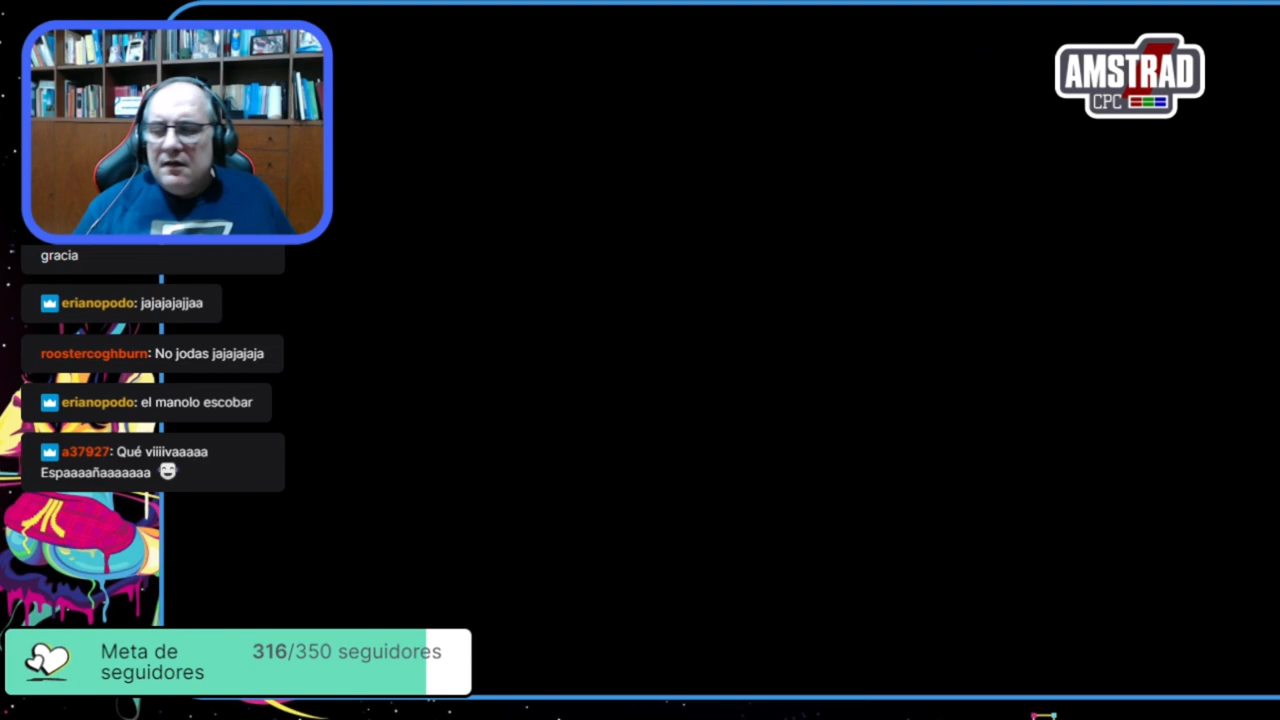 AMSTRAD
CPC
gracia
erianopodo: jajajajajjaa
roostercoghburn: No jodas jajajajaja
erianopodo: el manolo escobar
a37927: Qué viiiivaaaaa
Espaaaañaaaaaaa
Meta de
seguidores
316/350 seguidores